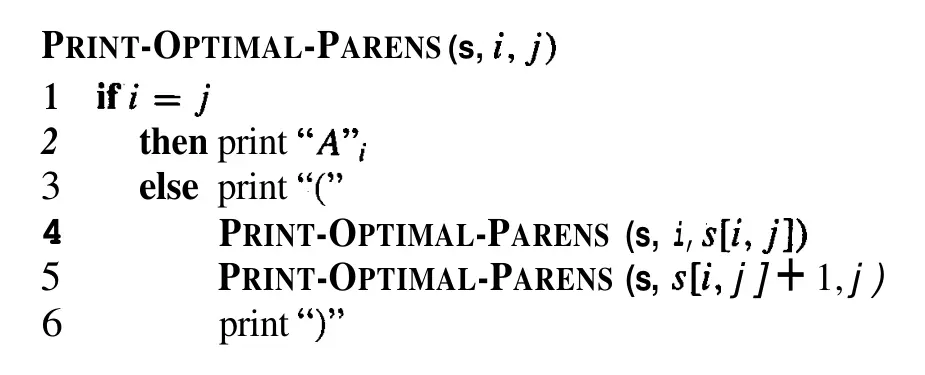 PRINT-OPTIMAL-PARENS (s, i, j)
1 if i = j
2 then print “A”i
3 else print “(”
4 PRINT-OPTIMAL-PARENS (s, i, s[i, j])
5 PRINT-OPTIMAL-PARENS (s, s[i, j] + 1, j)
6 print “)”